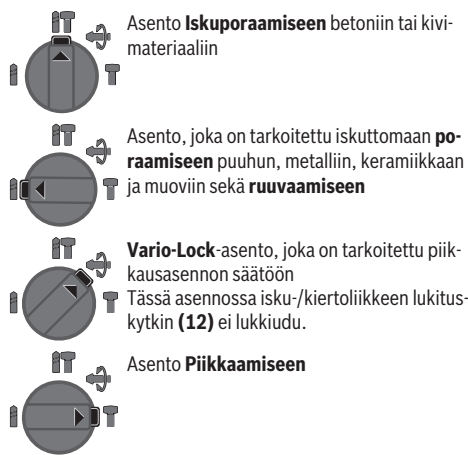 Asento Iskuporaamiseen betoniin tai kivi-
materiaaliin
Asento, joka on tarkoitettu iskuttomaan po-
raamiseen puuhun, metalliin, keramiikkaan
ja muoviin sekä ruuvaamiseen
Vario-Lock-asento, joka on tarkoitettu piik-
kausasennon säätöön
Tässä asennossa isku-/kiertoliikkeen lukitus-
kytkin (12) ei lukkiudu.
Asento Piikkaamiseen